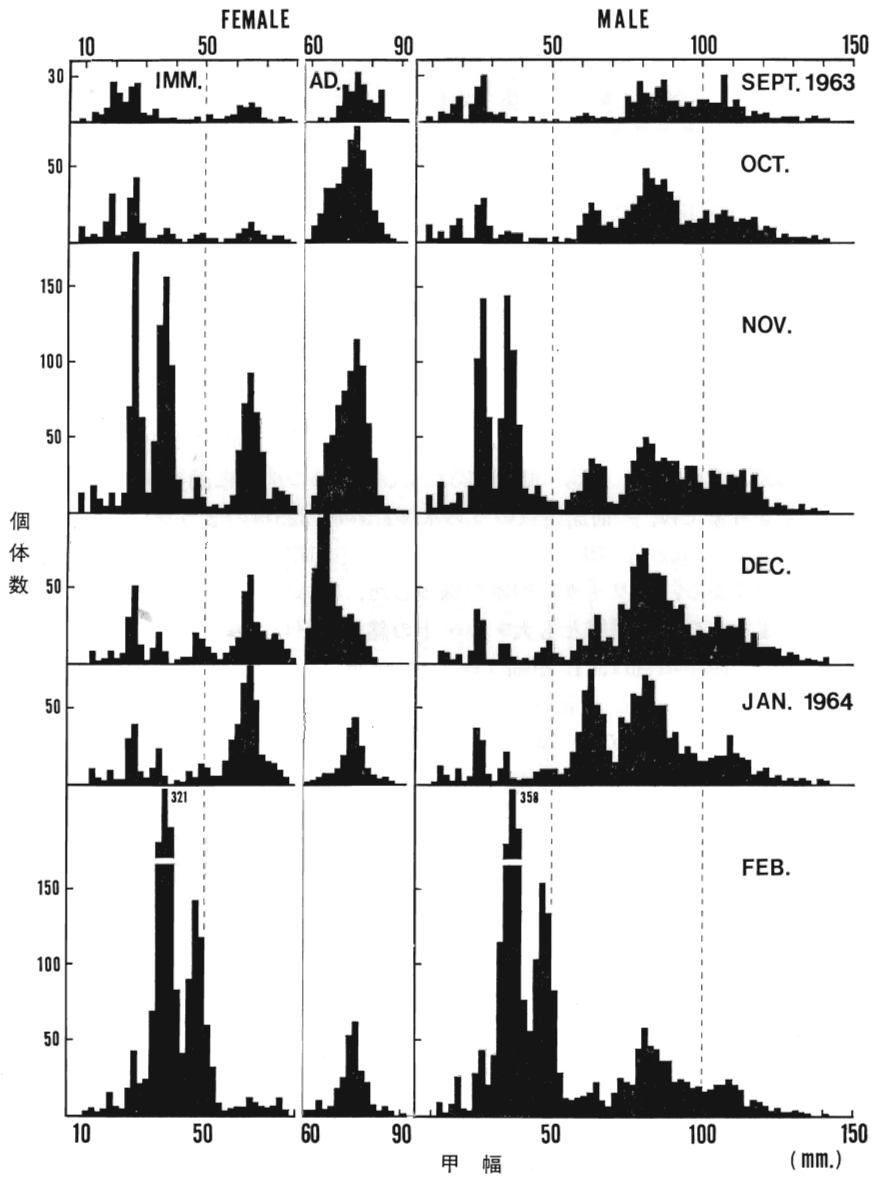 FEMALE MALE
10 50 60 90 50 100 150
30 IMM. AD. SEPT. 1963
50 OCT.
150
100
50
NOV.
50 DEC.
50 JAN. 1964
321 358
150
100
50
FEB.
個体数
10 50 60 90 50 100 150
甲 幅 (mm.)